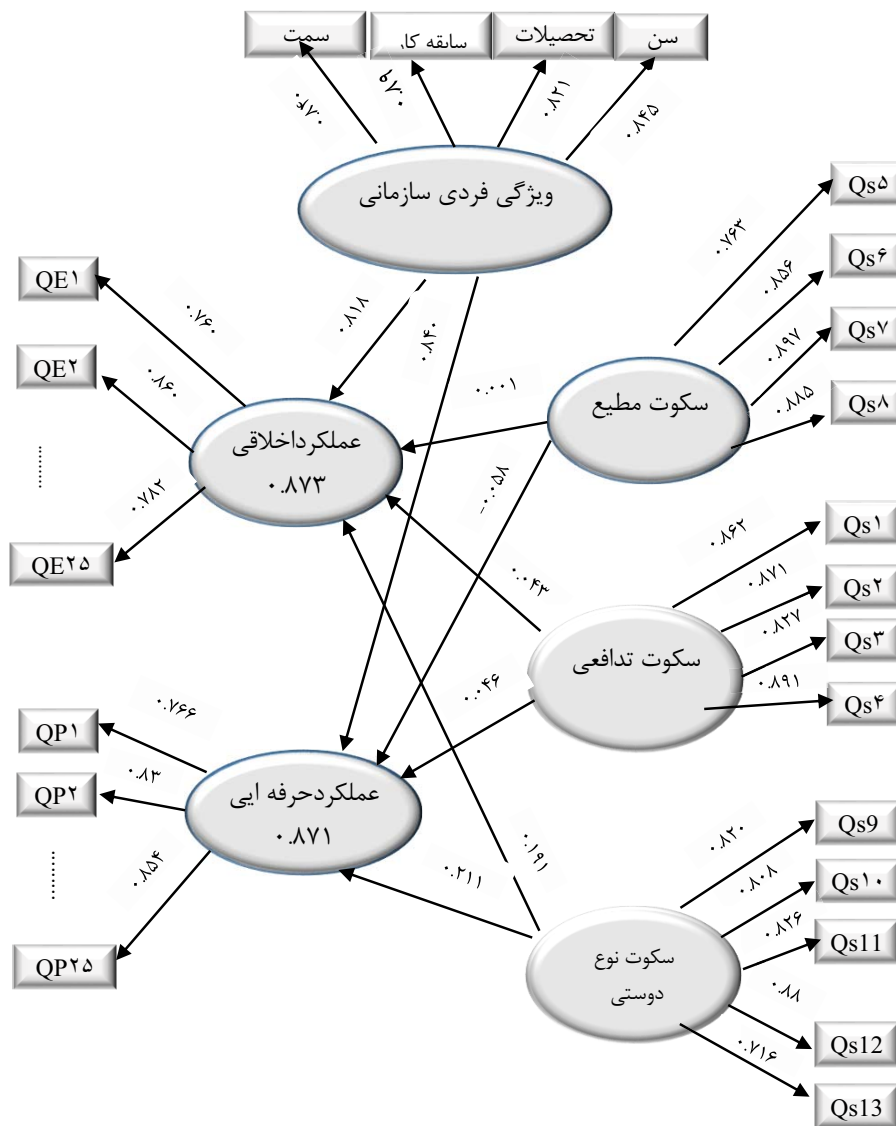 سن
تحصیلات
سابقه کار
سمت
۰.۸۴۵
۰.۸۲۱
ویژگی فردی سازمانی
۰.۸۱۸
۰.۸۴۰
QE۱
QE۲
........
QE۲۵
۰.۷۶۰
۰.۸۶۰
۰.۷۸۲
عملکرداخلاقی
۰.۸۷۳
سکوت مطیع
Qs۵
Qs۶
Qs۷
Qs۸
۰.۷۶۳
۰.۸۵۶
۰.۸۹۷
۰.۸۸۵
۰.۰۰۱
-۰.۰۵۸
سکوت تدافعی
Qs۱
Qs۲
Qs۳
Qs۴
۰.۸۶۲
۰.۸۷۱
۰.۸۲۷
۰.۸۹۱
۰.۰۴۳
۰.۰۴۶
QP۱
QP۲
........
QP۲۵
۰.۷۶۶
۰.۸۳
۰.۸۵۴
عملکردحرفه ایی
۰.۸۷۱
سکوت نوع
دوستی
Qs9
Qs۱۰
Qs11
Qs12
Qs13
۰.۸۲۰
۰.۸۰۸
۰.۸۲۶
۰.۸۸
۰.۷۱۶
۰.۱۹۱
۰.۲۱۱